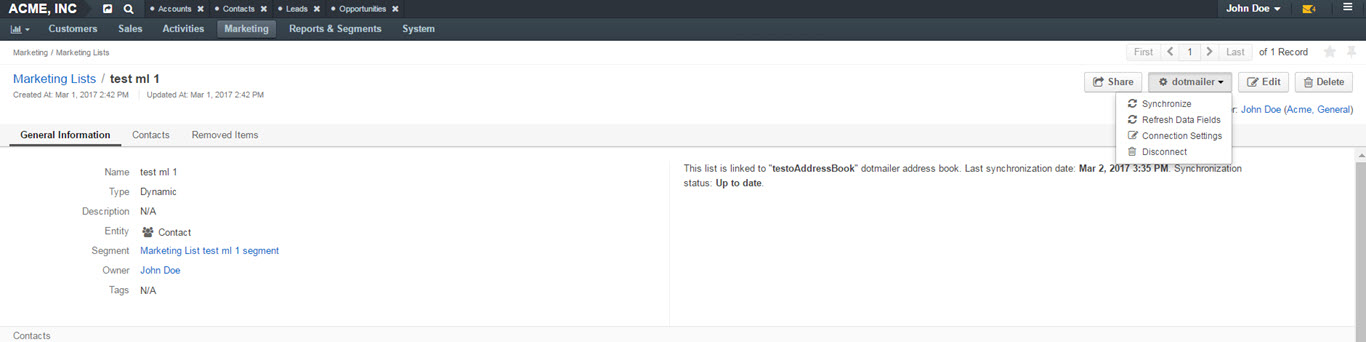 ACME, INC Accounts Contacts Leads Opportunities John Doe 4
Customers Sales Activities Marketing Reports & Segments System
Marketing / Marketing Lists First 1 Last of 1 Record
Marketing Lists / test ml 1 Share dotmailer Edit Delete
Created At: Mar 1, 2017 2:42 PM Updated At: Mar 1, 2017 2:42 PM
Synchronize
r: John Doe (Acme, General)
Refresh Data Fields
General Information Contacts Removed Items Connection Settings
Disconnect
Name test ml 1
Type Dynamic
Description N/A
Entity Contact
Segment Marketing List test ml 1 segment
Owner John Doe
Tags N/A
This list is linked to "testoAddressBook" dotmailer address book. Last synchronization date: Mar 2, 2017 3:35 PM. Synchronization
status: Up to date.
Contacts